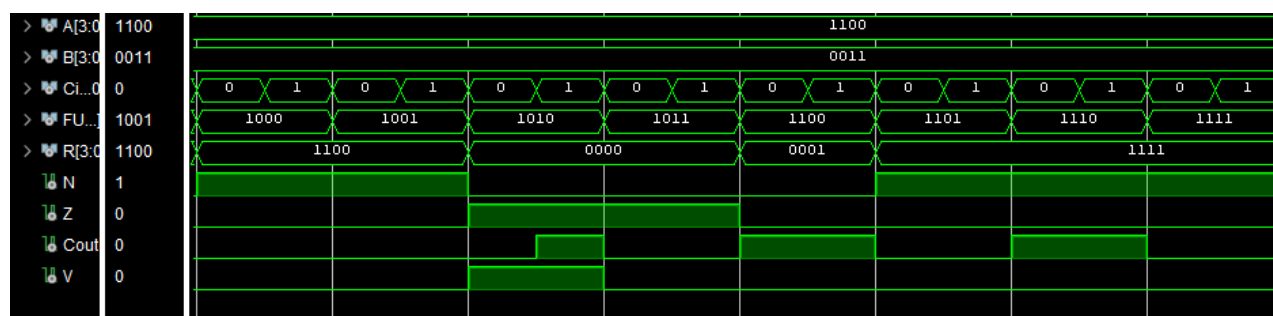 > A[3:0 1100 1100
> B[3:0 0011 0011
> Ci...0 0 0 1 0 1 0 1 0 1 0 1 0 1 0 1 0 1
> FU...] 1001 1000 1001 1010 1011 1100 1101 1110 1111
> R[3:0 1100 1100 0000 0001 1111
N 1
Z 0
Cout 0
V 0